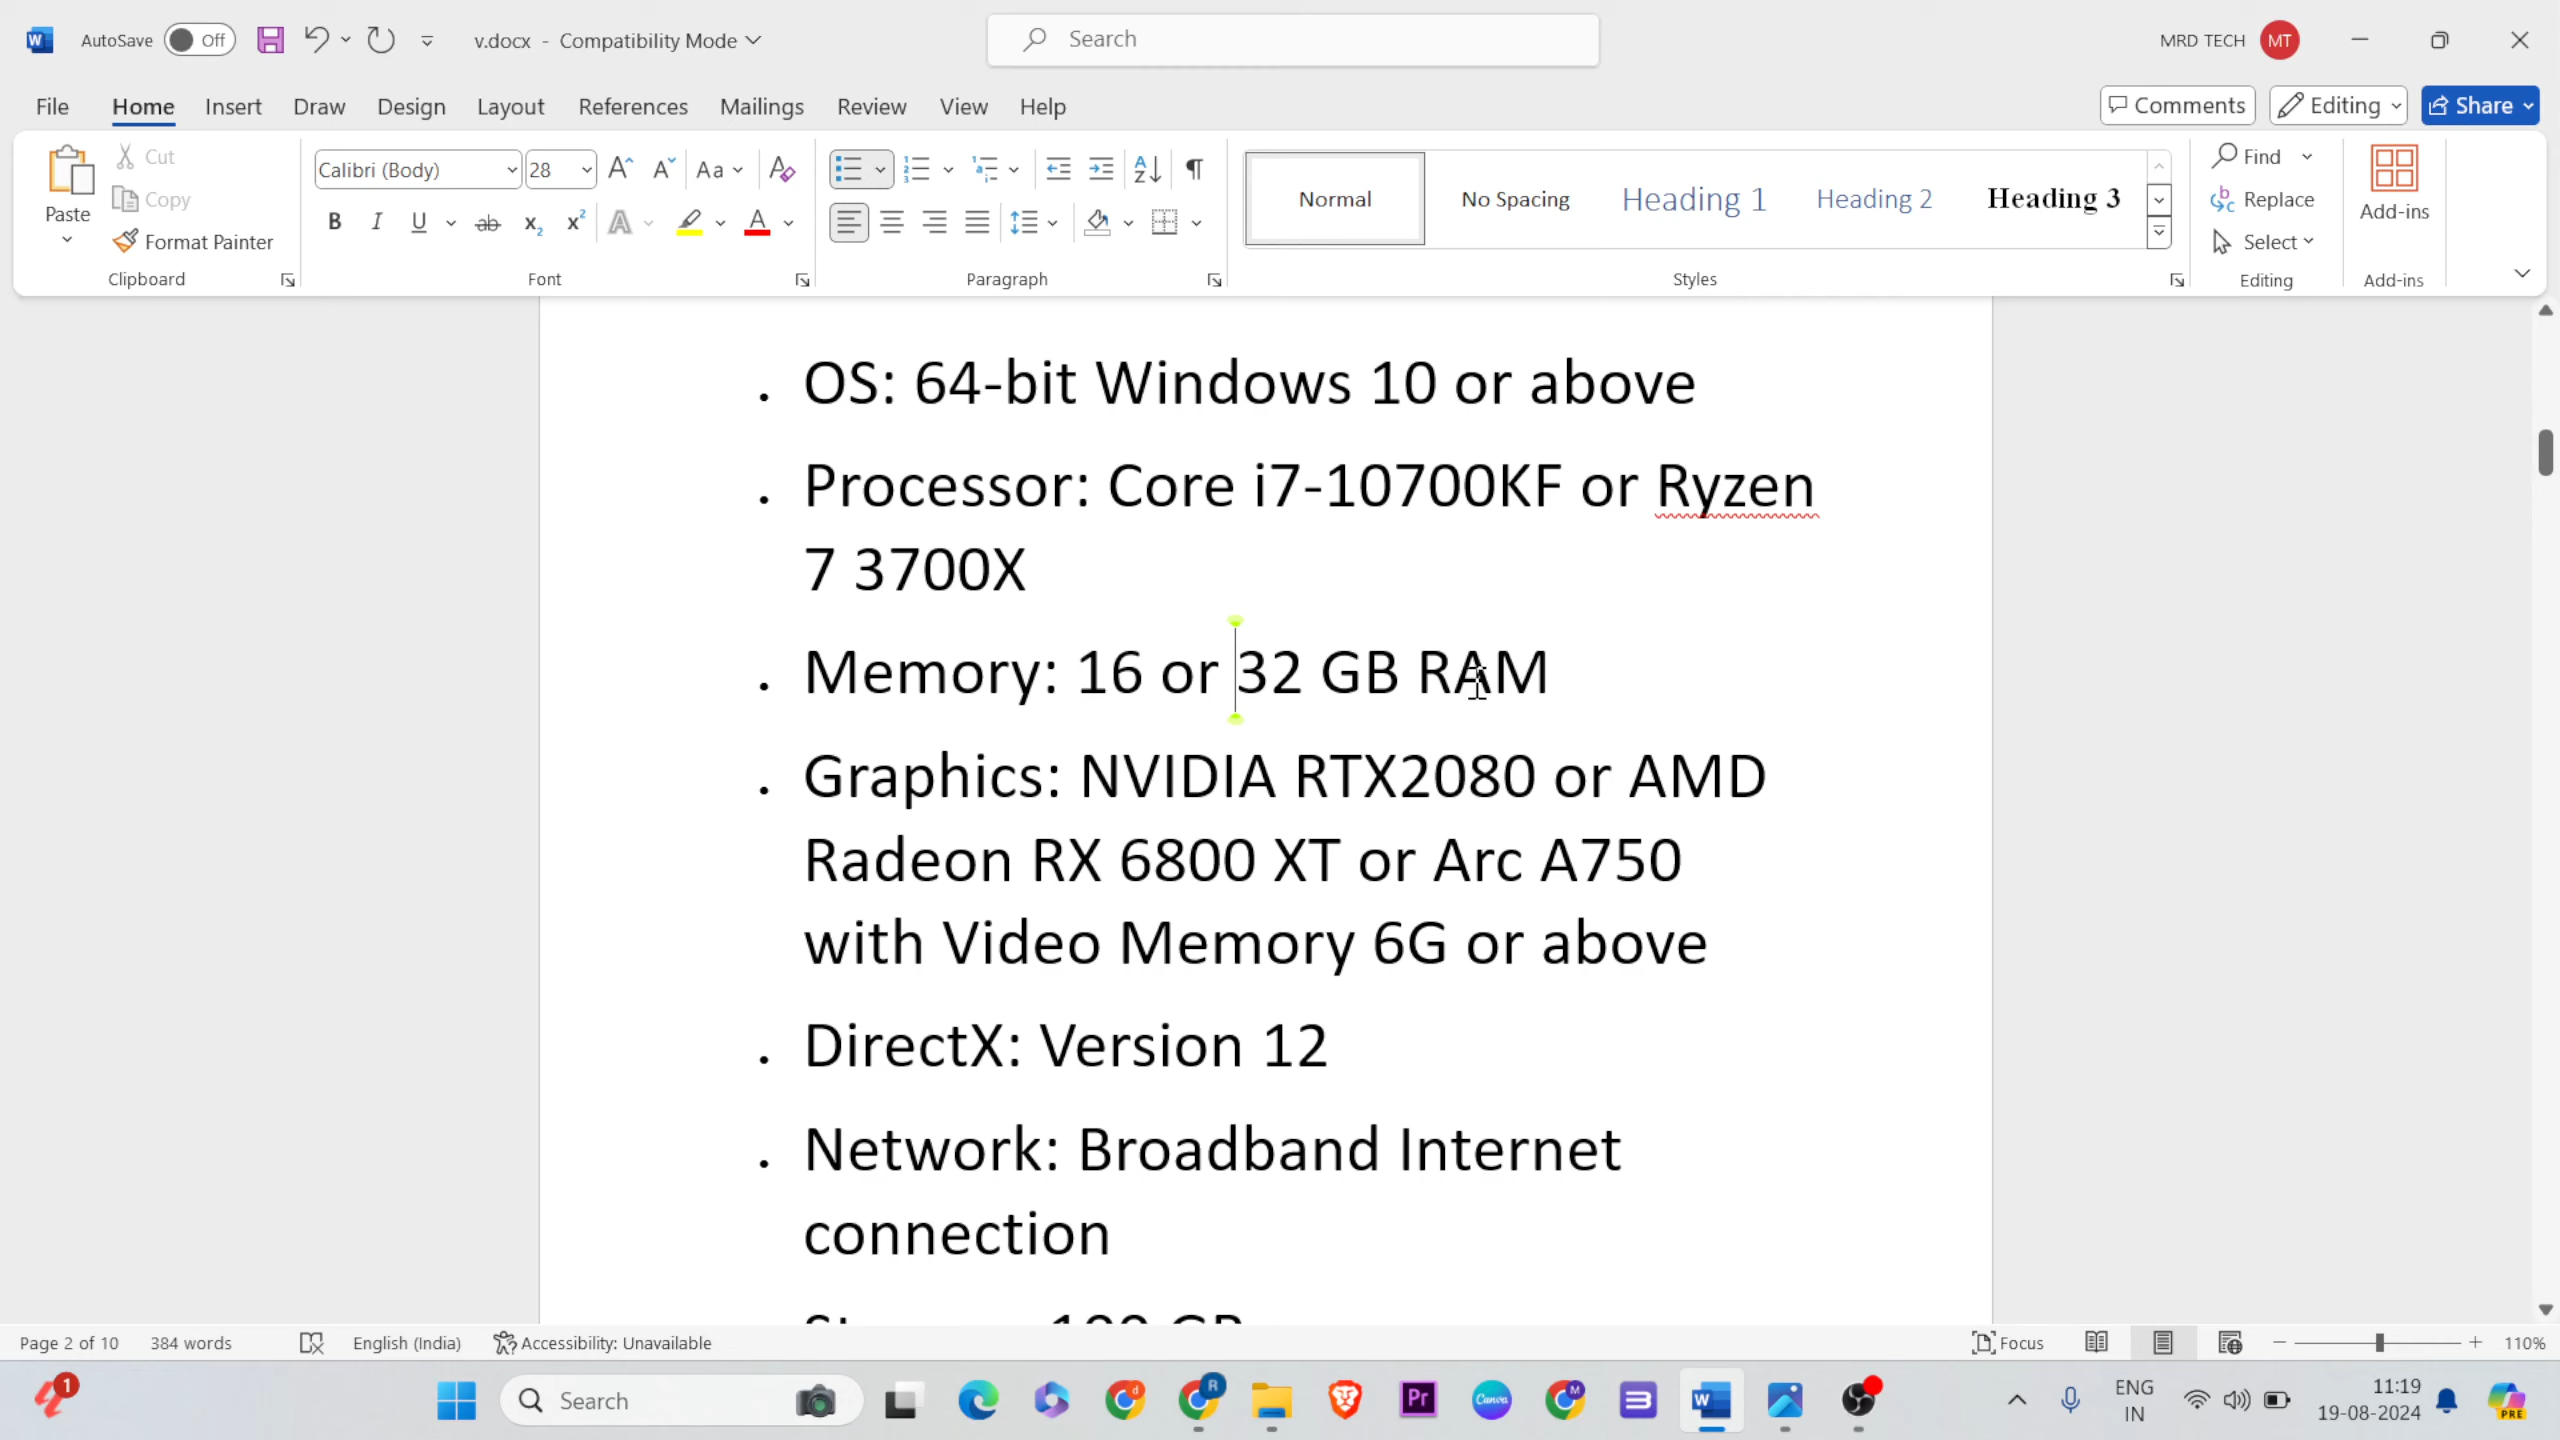 AutoSave Off v.docx - Compatibility Mode Search MRD TECH MT
File Home Insert Draw Design Layout References Mailings Review View Help Comments Editing Share
Paste Cut Copy Format Painter Clipboard
Calibri (Body) 28 Aa Font
Paragraph
Normal No Spacing Heading 1 Heading 2 Heading 3 Styles
Find Replace Select Editing
Add-ins Add-ins
• OS: 64-bit Windows 10 or above
• Processor: Core i7-10700KF or Ryzen
7 3700X
• Memory: 16 or 32 GB RAM
• Graphics: NVIDIA RTX2080 or AMD
Radeon RX 6800 XT or Arc A750
with Video Memory 6G or above
• DirectX: Version 12
• Network: Broadband Internet
connection
Page 2 of 10 384 words English (India) Accessibility: Unavailable Focus 110%
1 Search ENG 11:19
IN 19-08-2024